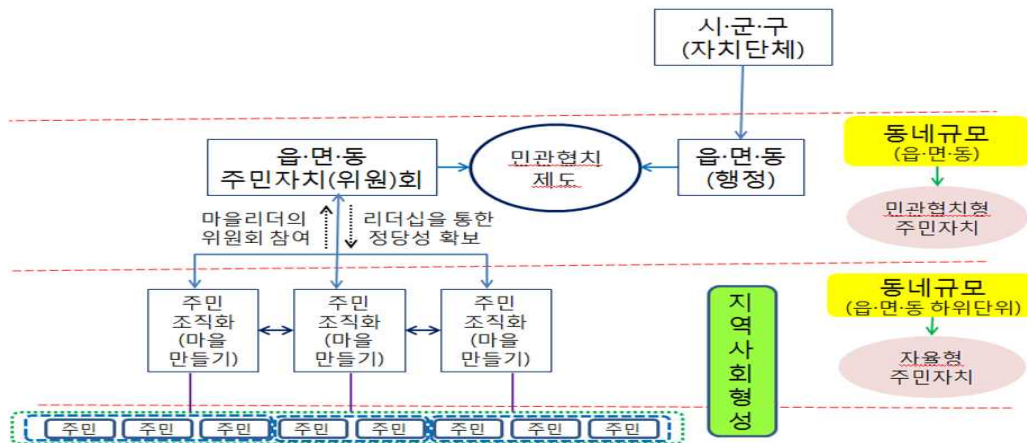 시·군·구
(자치단체)
읍·면·동
주민자치(위원)회
민관협치
제도
읍·면·동
(행정)
동네규모
(읍·면·동)
민관협치형
주민자치
마을리더의
위원회 참여
리더십을 통한
정당성 확보
주민
조직화
(마을
만들기)
주민
조직화
(마을
만들기)
주민
조직화
(마을
만들기)
지
역
사
회
형
성
동네규모
(읍·면·동 하위단위)
자율형
주민자치
주민 주민 주민 주민 주민 주민 주민 주민